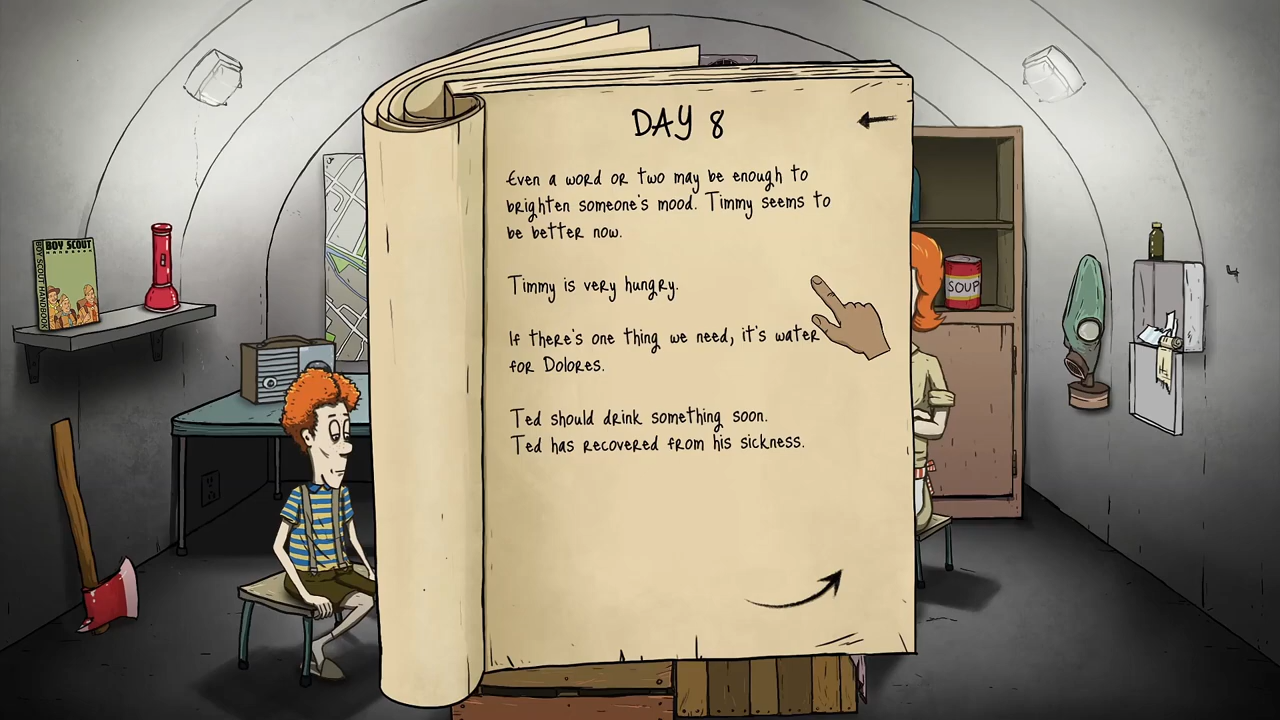 DAY 8
Even a word or two may be enough to
brighten someone's mood. Timmy seems to
be better now.
Timmy is very hungry.
If there's one thing we need, it's water
for Dolores.
Ted should drink something soon.
Ted has recovered from his sickness.
BOY SCOUT
BOY SCOUT HANDBOOK
SOUP